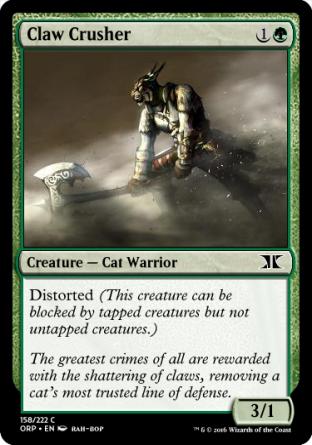 Claw Crusher 1
Creature — Cat Warrior
Distorted (This creature can be
blocked by tapped creatures but not
untapped creatures.)
The greatest crimes of all are rewarded
with the shattering of claws, removing a
cat's most trusted line of defense.
3/1
158/222 C
ORP • EN RAH-BOP
™ & © 2016 Wizards of the Coast